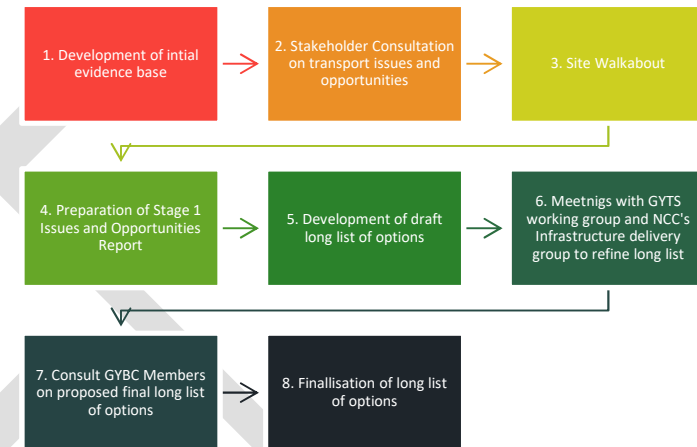 1. Development of intial
evidence base
2. Stakeholder Consultation
on transport issues and
opportunities
3. Site Walkabout
4. Preparation of Stage 1
Issues and Opportunities
Report
5. Development of draft
long list of options
6. Meetnigs with GYTS
working group and NCC's
Infrastructure delivery
group to refine long list
7. Consult GYBC Members
on proposed final long list
of options
8. Finallisation of long list
of options